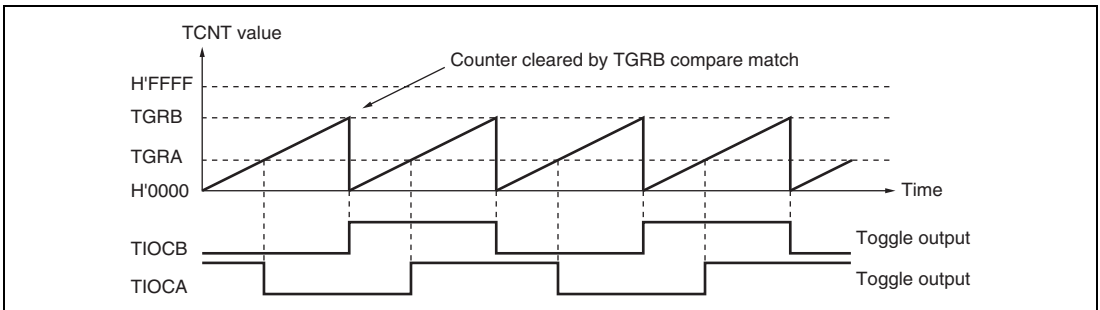 TCNT value
Counter cleared by TGRB compare match
H'FFFF
TGRB
TGRA
H'0000
Time
TIOCB
Toggle output
TIOCA
Toggle output